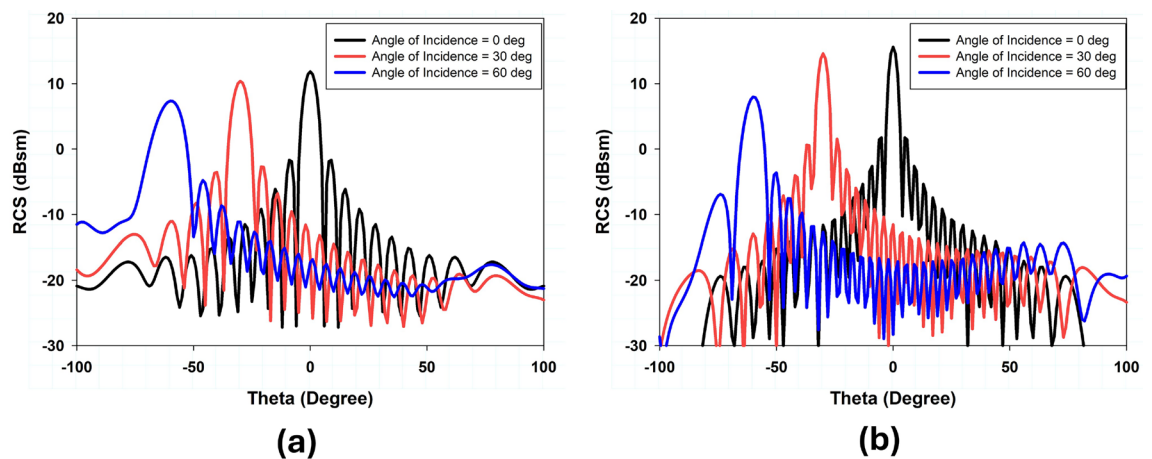 20
10
0
-10
-20
-30
-100
-50
0
50
100
RCS (dBsm)
Theta (Degree)
Angle of Incidence = 0 deg
Angle of Incidence = 30 deg
Angle of Incidence = 60 deg
(a)
20
10
0
-10
-20
-30
-100
-50
0
50
100
RCS (dBsm)
Theta (Degree)
Angle of Incidence = 0 deg
Angle of Incidence = 30 deg
Angle of Incidence = 60 deg
(b)